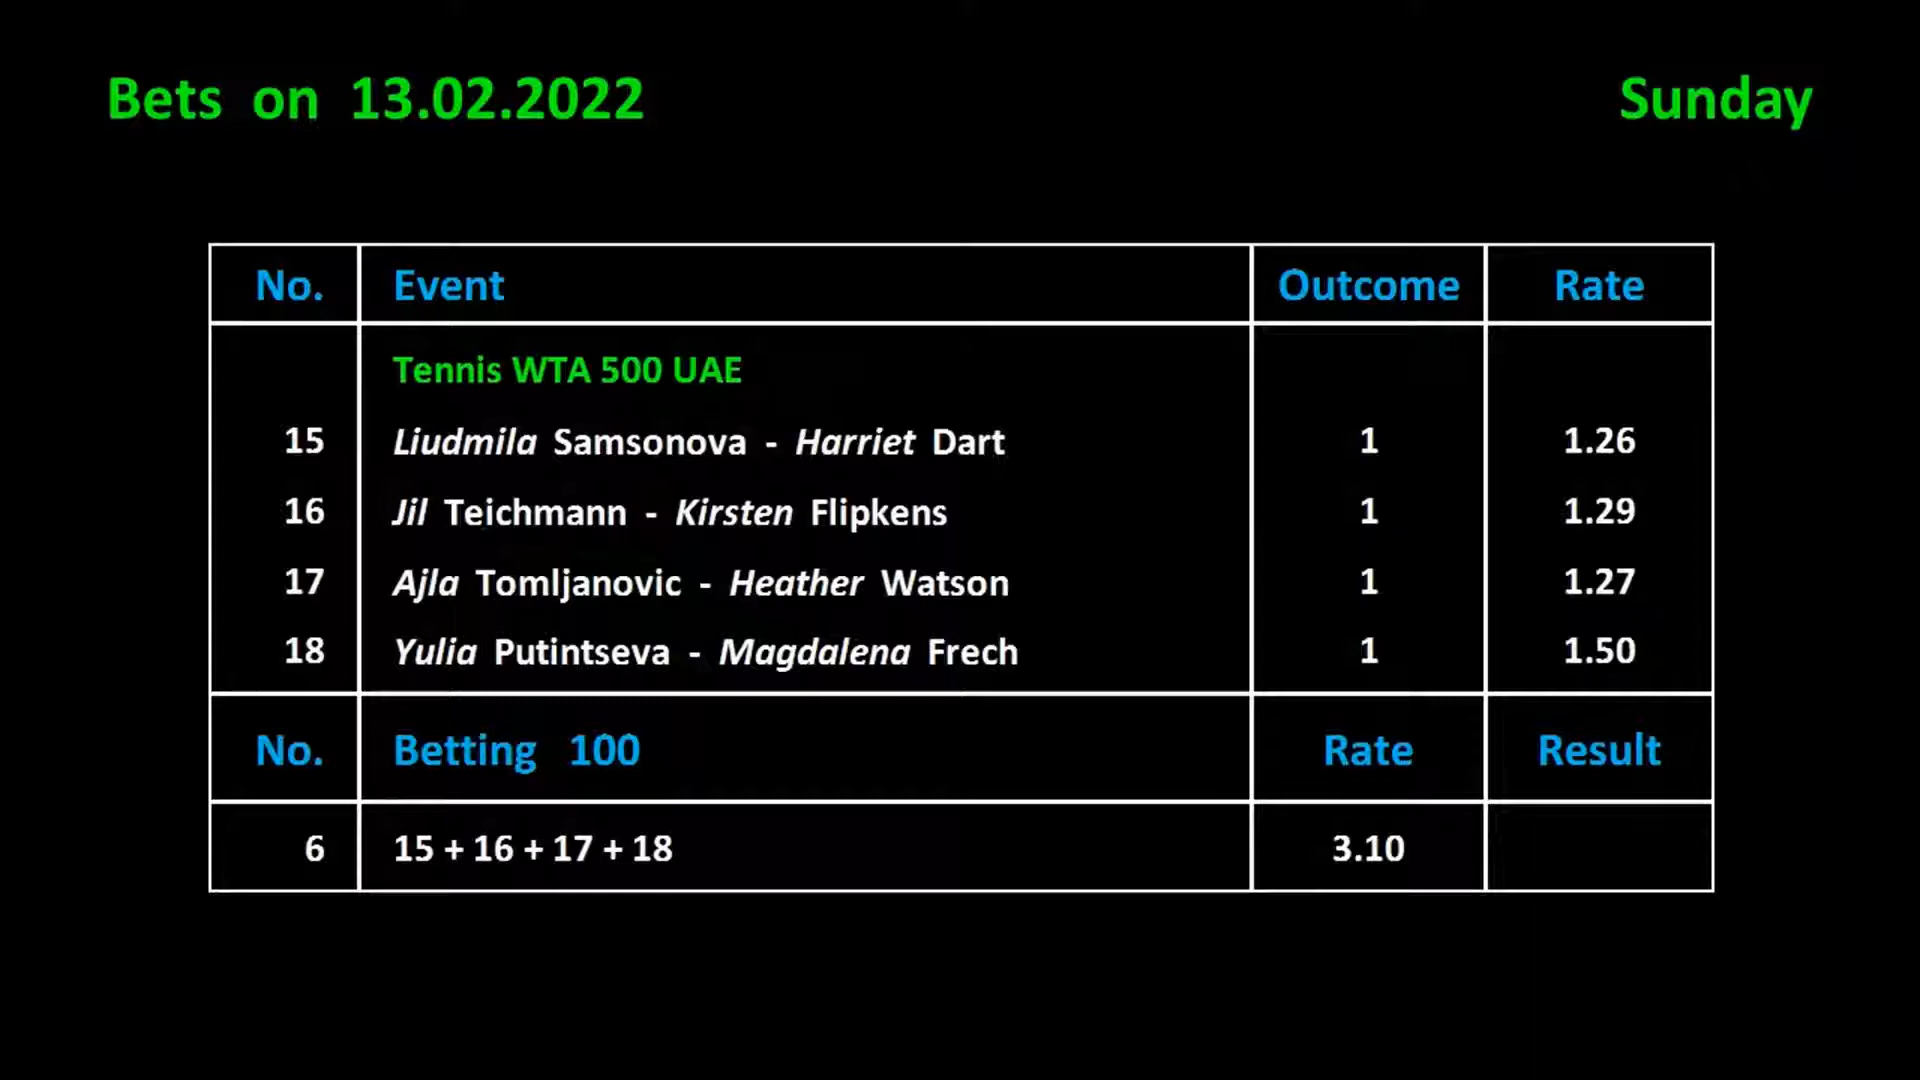 Bets on 13.02.2022 Sunday
No. Event Outcome Rate
Tennis WTA 500 UAE
15 Liudmila Samsonova - Harriet Dart 1 1.26
16 Jil Teichmann - Kirsten Flipkens 1 1.29
17 Ajla Tomljanovic - Heather Watson 1 1.27
18 Yulia Putintseva - Magdalena Frech 1 1.50
No. Betting 100 Rate Result
6 15 + 16 + 17 + 18 3.10